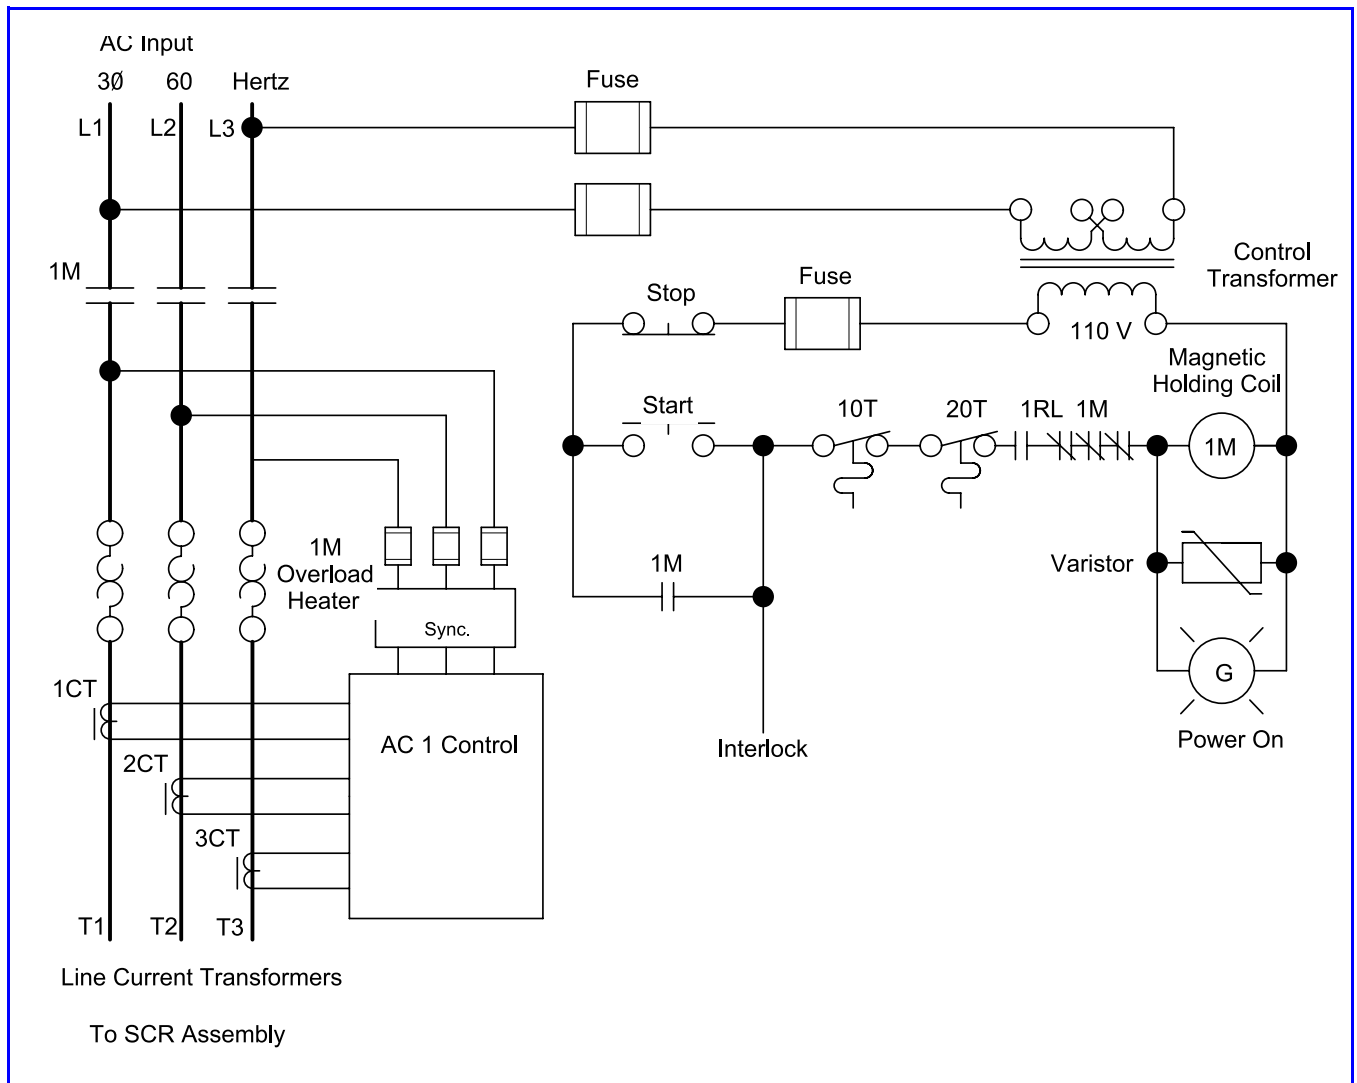 AC Input
3Ø 60 Hertz
Fuse
L1 L2 L3
1M
Control
Transformer
Stop
Fuse
110 V
Magnetic
Holding Coil
Start
10T 20T 1RL 1M
1M
1M
Overload
Heater
1M
Varistor
Sync.
G
1CT
AC 1 Control
Interlock
Power On
2CT
3CT
T1 T2 T3
Line Current Transformers
To SCR Assembly